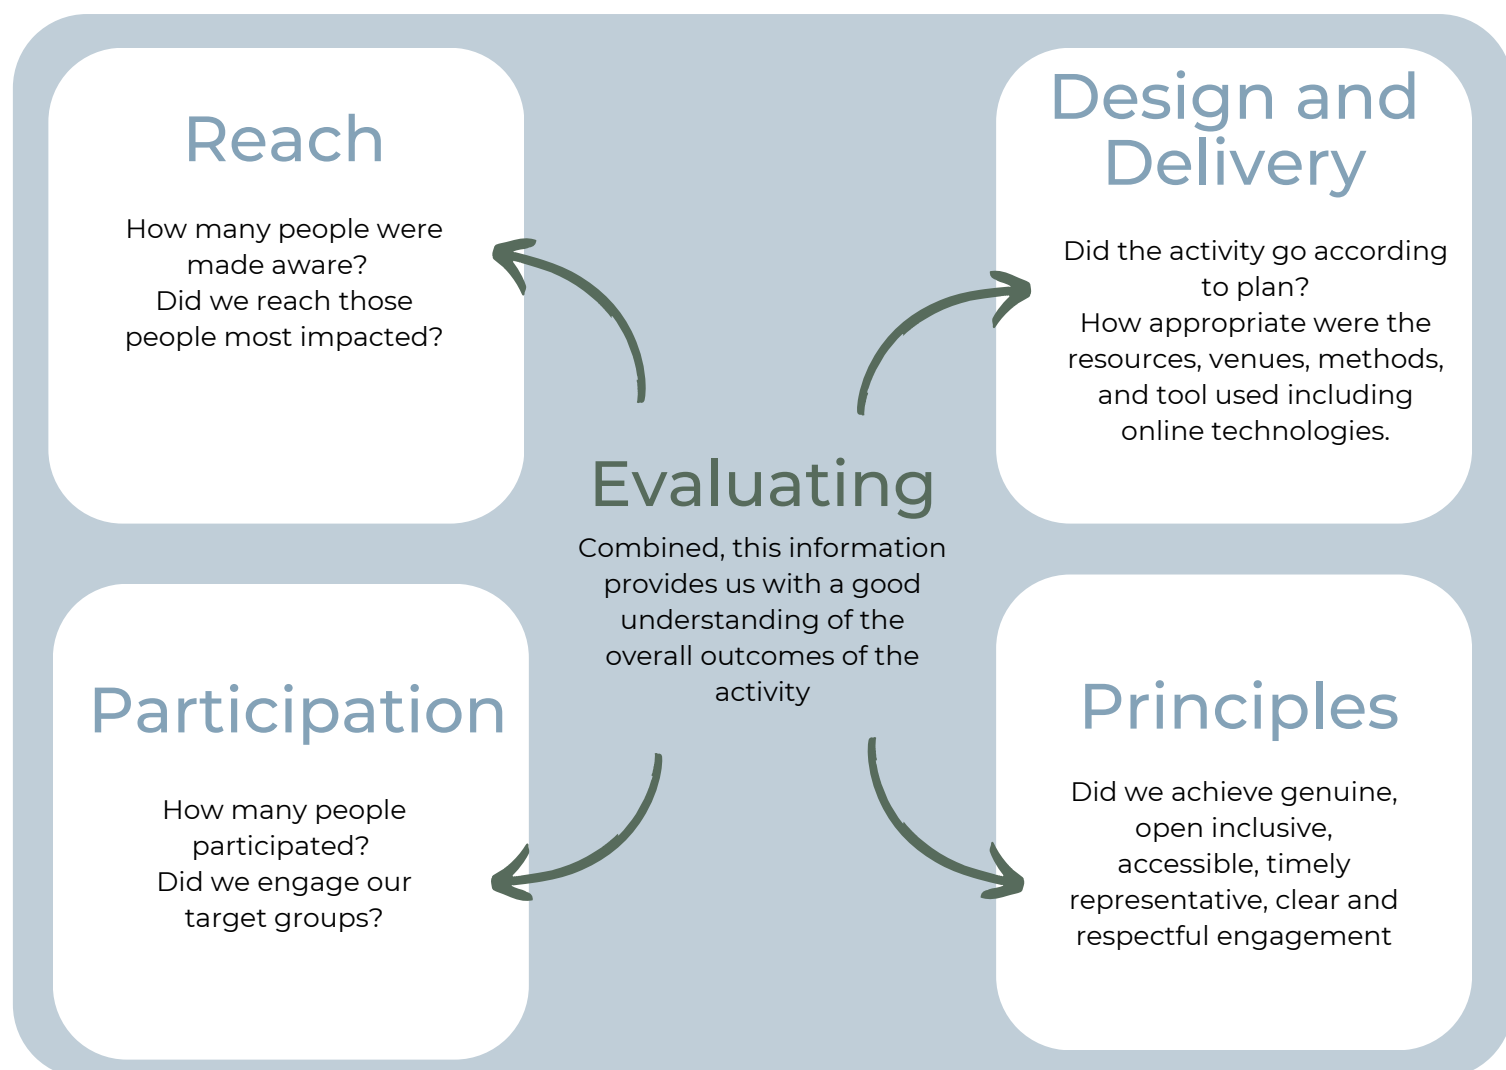 Reach
How many people were
made aware?
Did we reach those
people most impacted?
Design and
Delivery
Did the activity go according
to plan?
How appropriate were the
resources, venues, methods,
and tool used including
online technologies.
Evaluating
Combined, this information
provides us with a good
understanding of the
overall outcomes of the
activity
Participation
How many people
participated?
Did we engage our
target groups?
Principles
Did we achieve genuine,
open inclusive,
accessible, timely
representative, clear and
respectful engagement